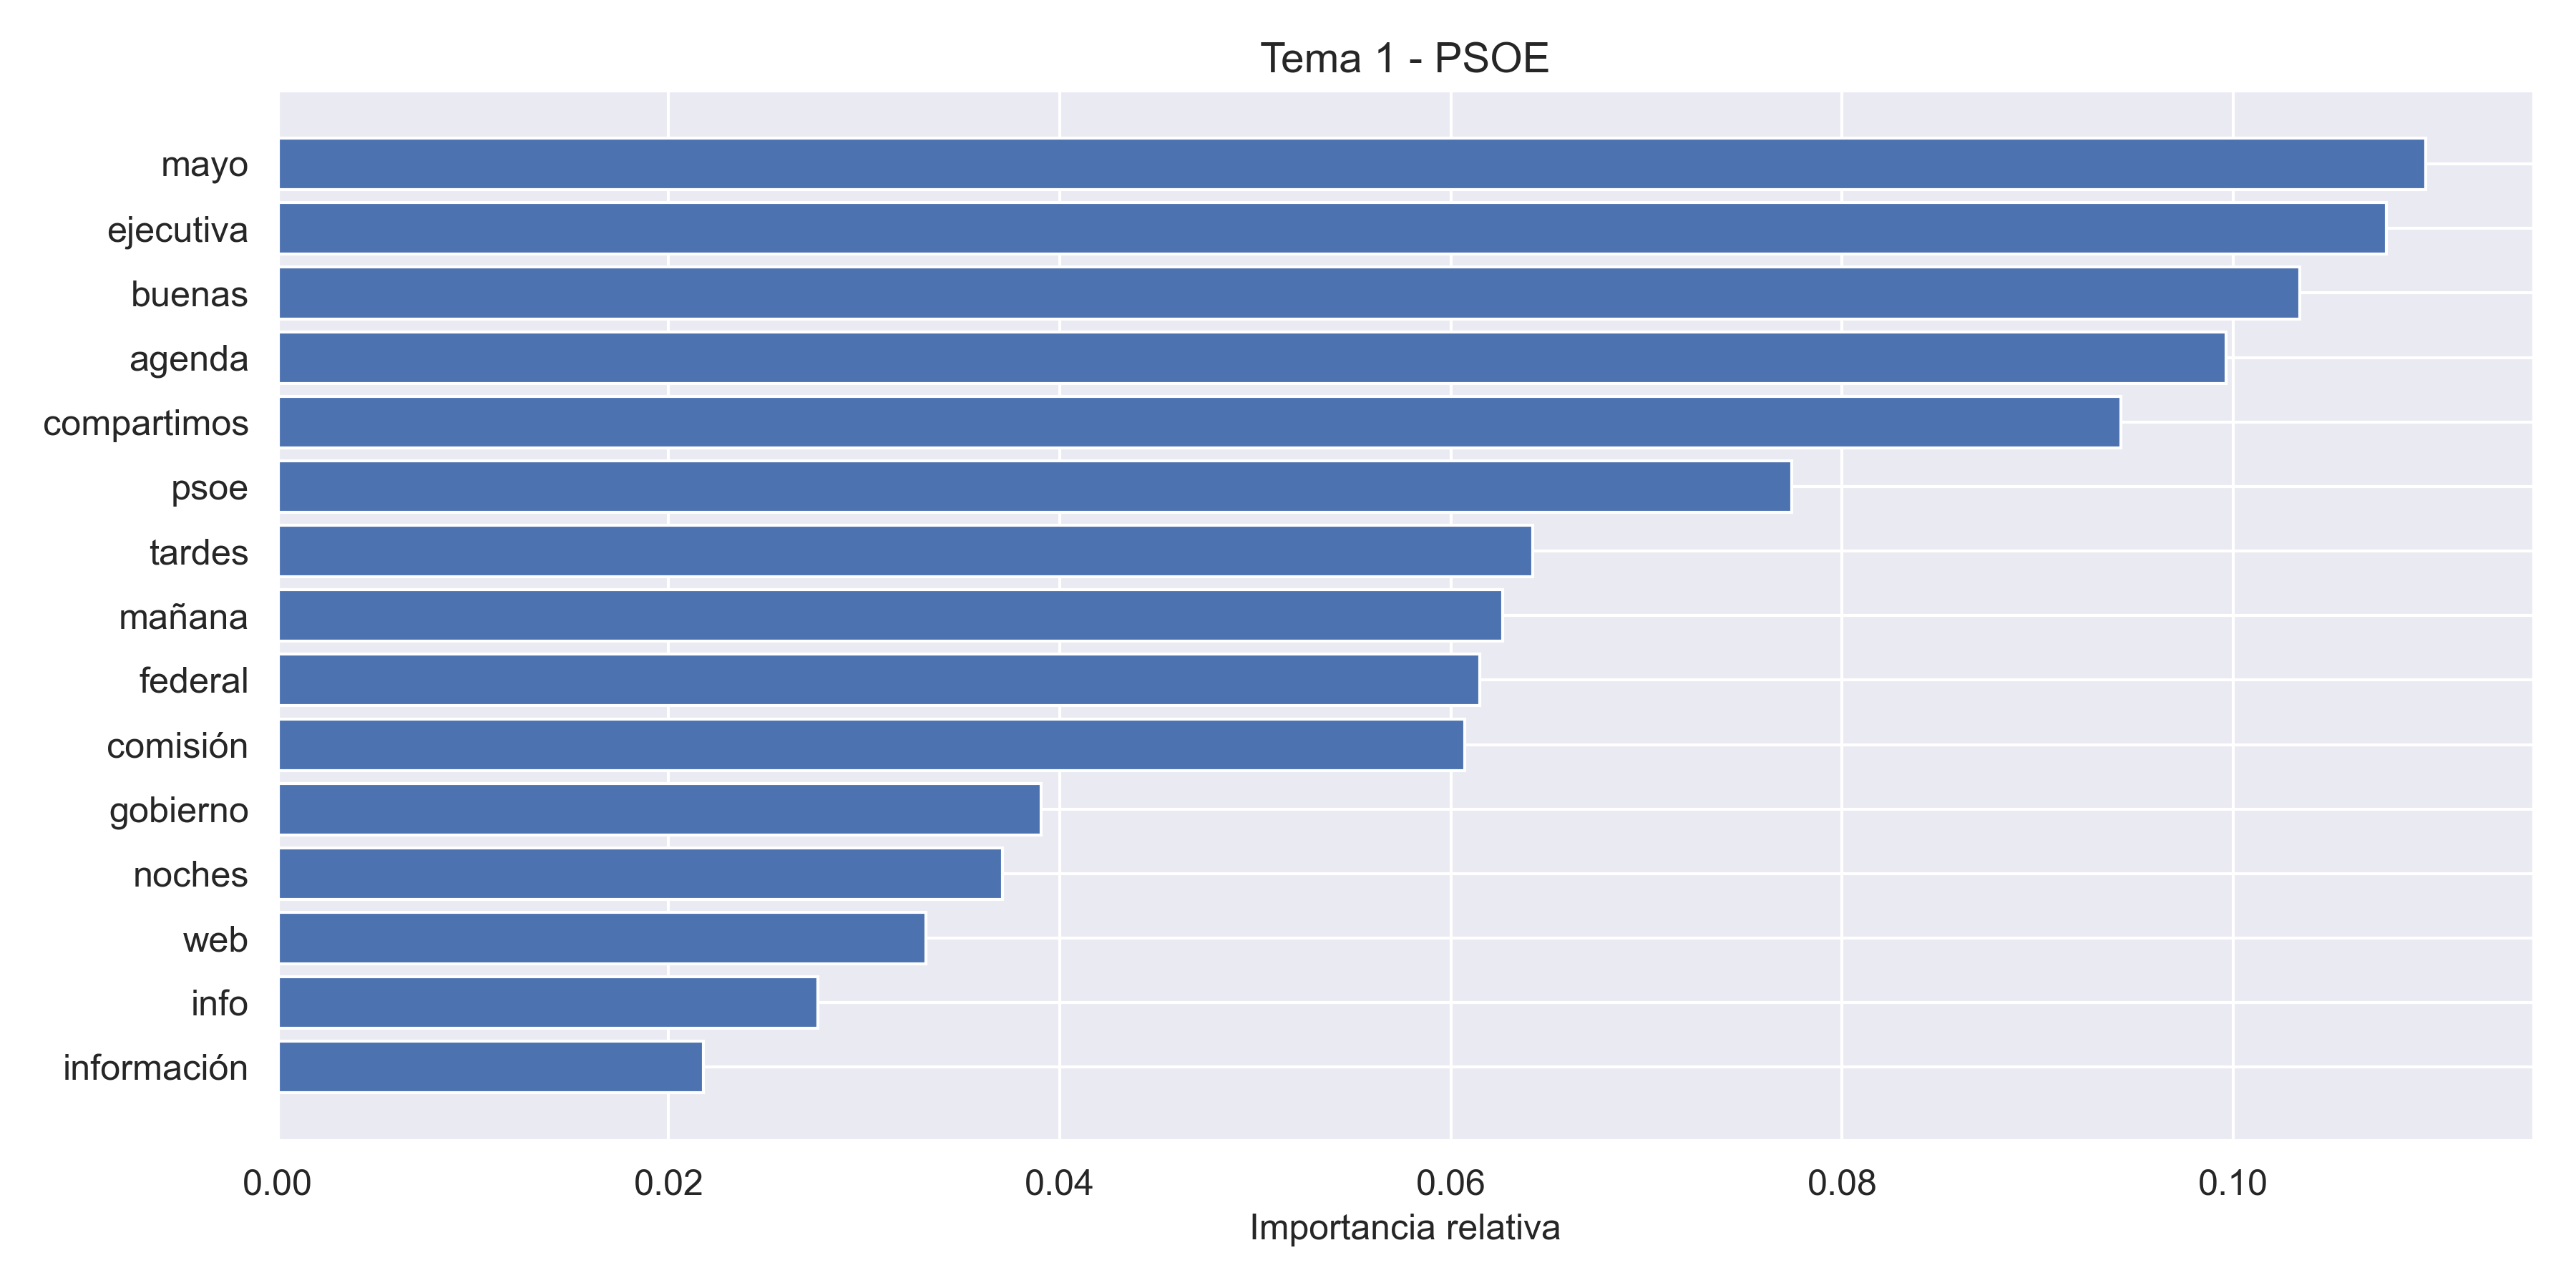 Tema 1 - PSOE
mayo
ejecutiva
buenas
agenda
compartimos
psoe
tardes
mañana
federal
comisión
gobierno
noches
web
info
información
0.00 0.02 0.04 0.06 0.08 0.10
Importancia relativa